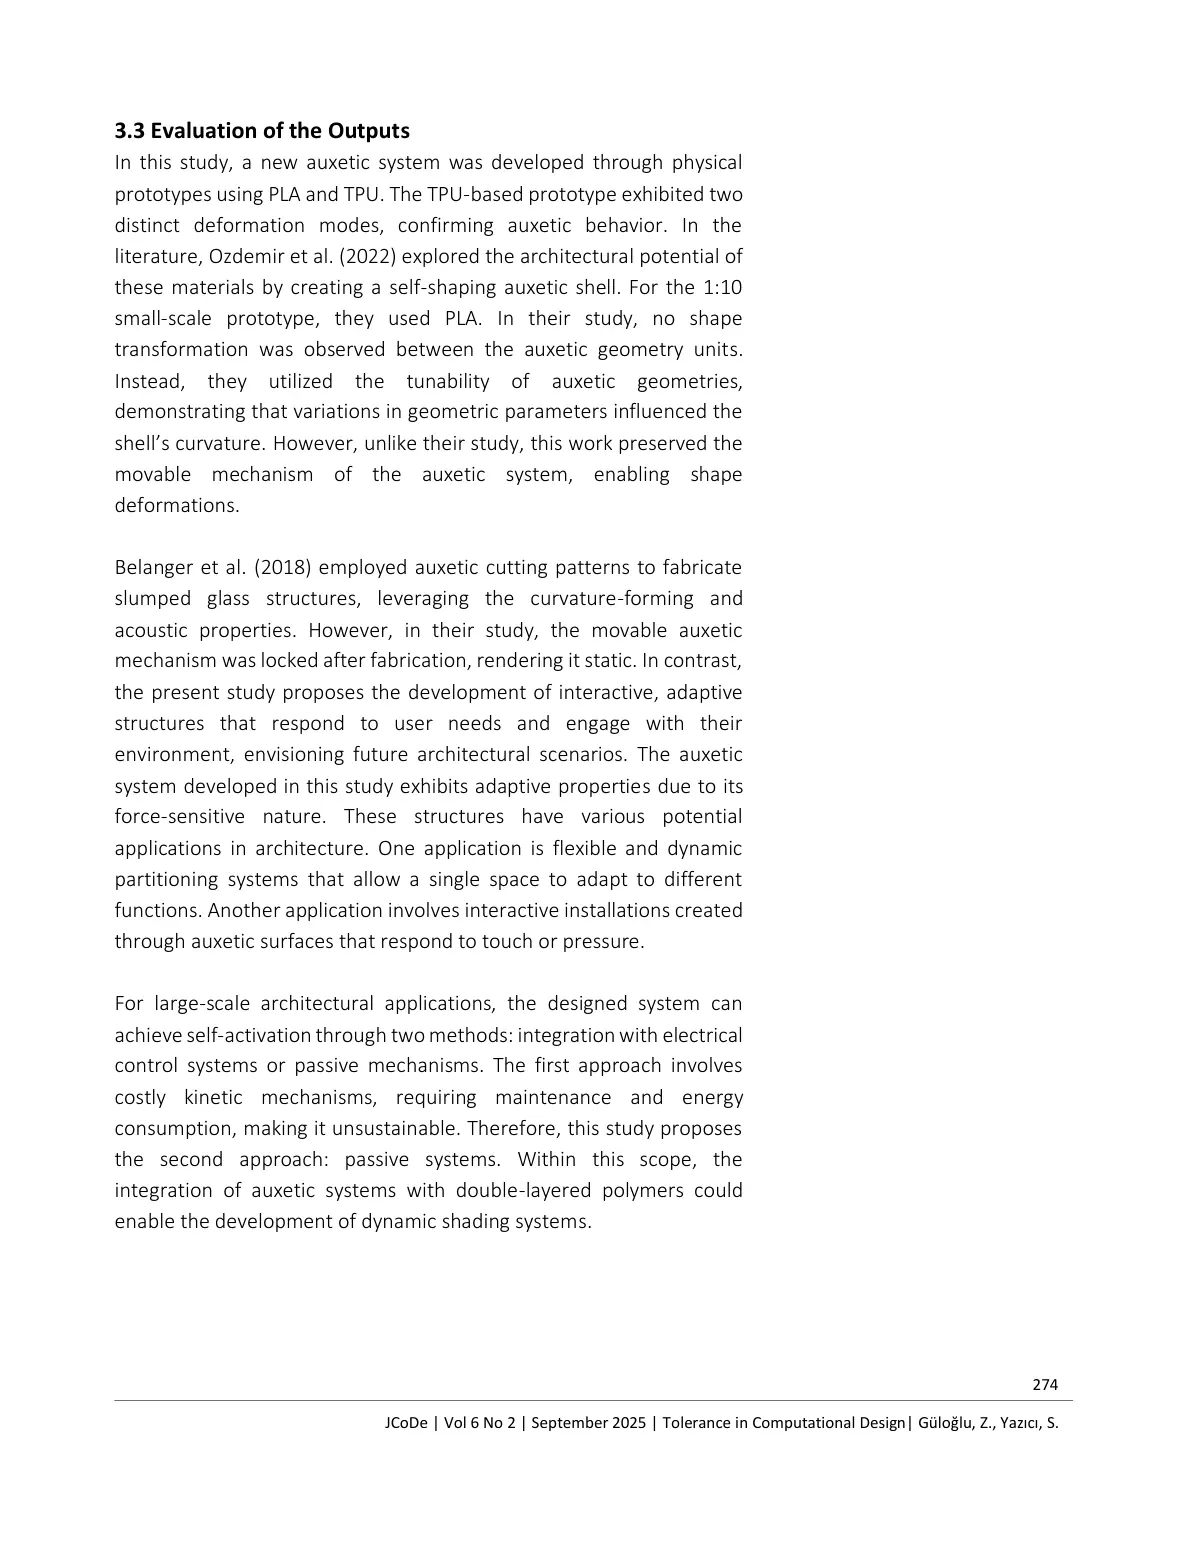 3.3 Evaluation of the Outputs
In this study, a new auxetic system was developed through physical
prototypes using PLA and TPU. The TPU-based prototype exhibited two
distinct deformation modes, confirming auxetic behavior. In the
literature, Ozdemir et al. (2022) explored the architectural potential of
these materials by creating a self-shaping auxetic shell. For the 1:10
small-scale prototype, they used PLA. In their study, no shape
transformation was observed between the auxetic geometry units.
Instead, they utilized the tunability of auxetic geometries,
demonstrating that variations in geometric parameters influenced the
shell’s curvature. However, unlike their study, this work preserved the
movable mechanism of the auxetic system, enabling shape
deformations.
Belanger et al. (2018) employed auxetic cutting patterns to fabricate
slumped glass structures, leveraging the curvature-forming and
acoustic properties. However, in their study, the movable auxetic
mechanism was locked after fabrication, rendering it static. In contrast,
the present study proposes the development of interactive, adaptive
structures that respond to user needs and engage with their
environment, envisioning future architectural scenarios. The auxetic
system developed in this study exhibits adaptive properties due to its
force-sensitive nature. These structures have various potential
applications in architecture. One application is flexible and dynamic
partitioning systems that allow a single space to adapt to different
functions. Another application involves interactive installations created
through auxetic surfaces that respond to touch or pressure.
For large-scale architectural applications, the designed system can
achieve self-activation through two methods: integration with electrical
control systems or passive mechanisms. The first approach involves
costly kinetic mechanisms, requiring maintenance and energy
consumption, making it unsustainable. Therefore, this study proposes
the second approach: passive systems. Within this scope, the
integration of auxetic systems with double-layered polymers could
enable the development of dynamic shading systems.
274
JCoDe | Vol 6 No 2 | September 2025 | Tolerance in Computational Design| Güloğlu, Z., Yazıcı, S.